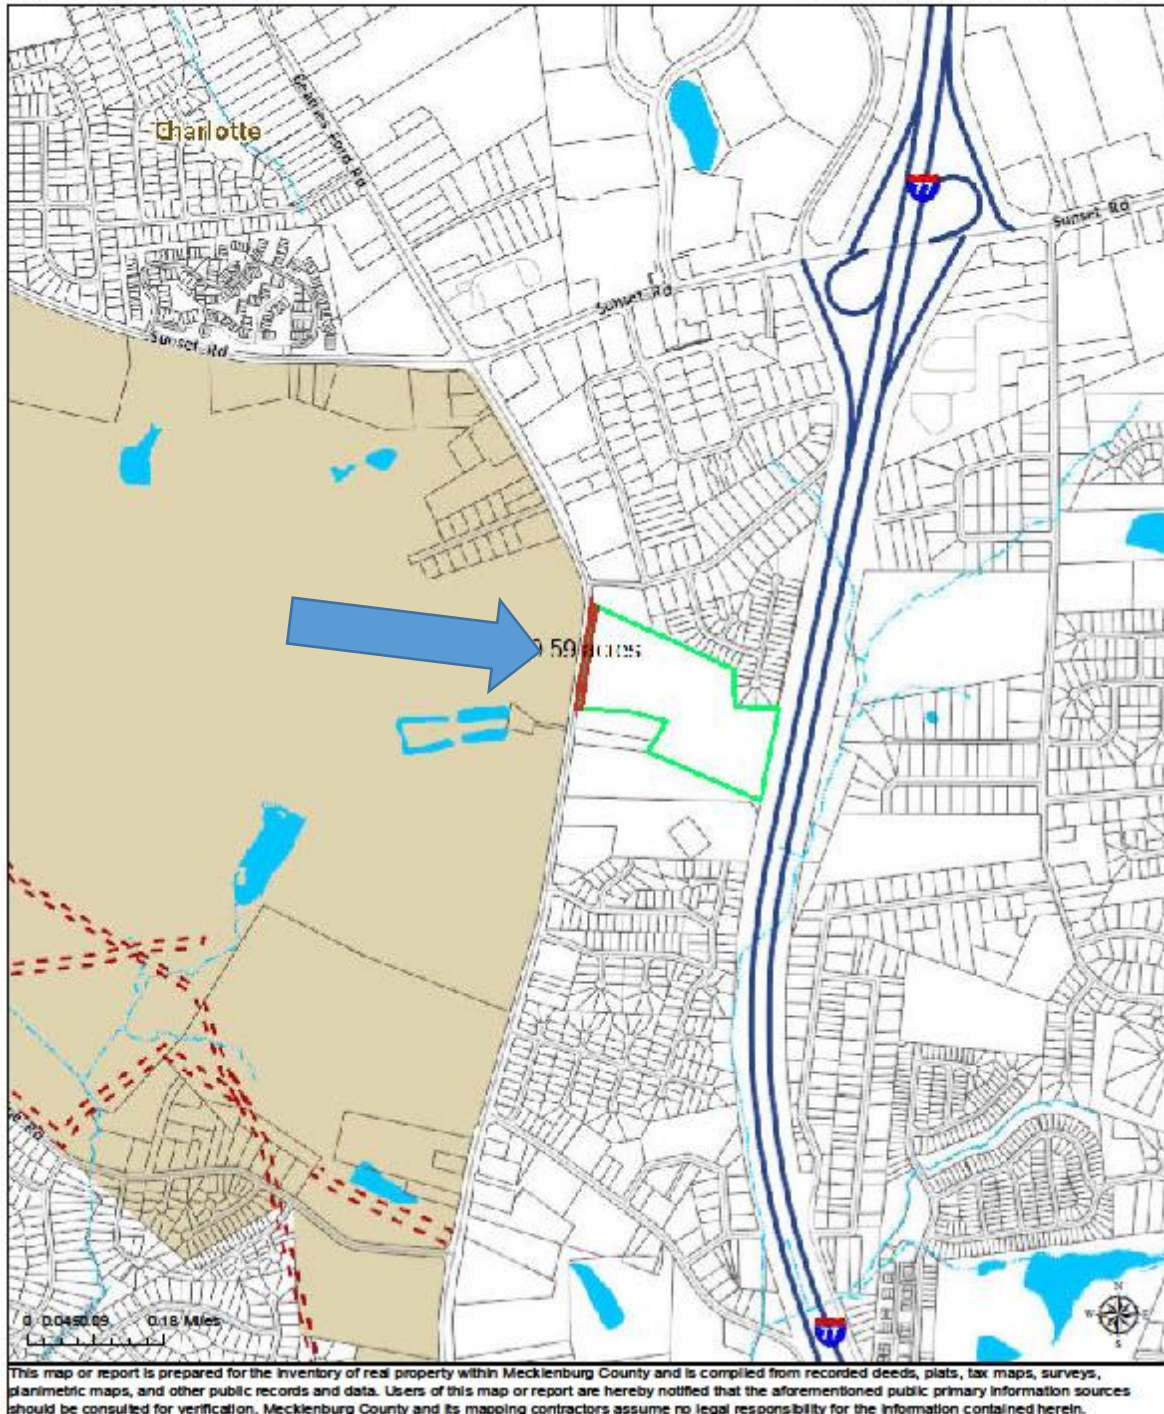 Charlotte
Beatties Ford Rd
77
Sunset Rd
Sunset Rd
Sunset Rd
59 acres
Rd
0 0.045 0.09 0.18 Miles
N
W E
S
77
This map or report is prepared for the inventory of real property within Mecklenburg County and is compiled from recorded deeds, plats, tax maps, surveys,
planimetric maps, and other public records and data. Users of this map or report are hereby notified that the aforementioned public primary information sources
should be consulted for verification. Mecklenburg County and its mapping contractors assume no legal responsibility for the information contained herein.